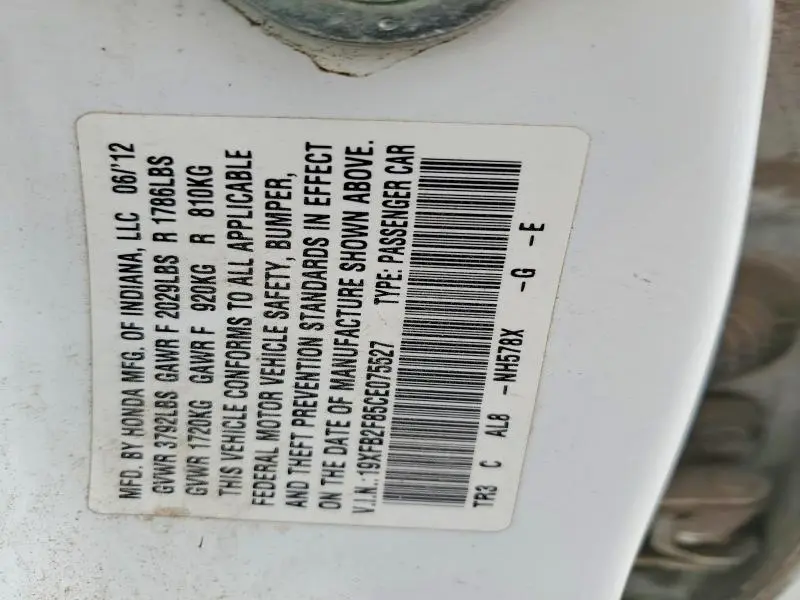 MFD. BY HONDA MFG. OF INDIANA, LLC 06/'12
GVWR 3792LBS GAWR F 2029LBS R 1786LBS
GVWR 1720KG GAWR F 920KG R 810KG
THIS VEHICLE CONFORMS TO ALL APPLICABLE
FEDERAL MOTOR VEHICLE SAFETY, BUMPER,
AND THEFT PREVENTION STANDARDS IN EFFECT
ON THE DATE OF MANUFACTURE SHOWN ABOVE.
V.I.N.: 19XFB2F85CE075527 TYPE: PASSENGER CAR
TR3 C AL8 -NH578X -G -E